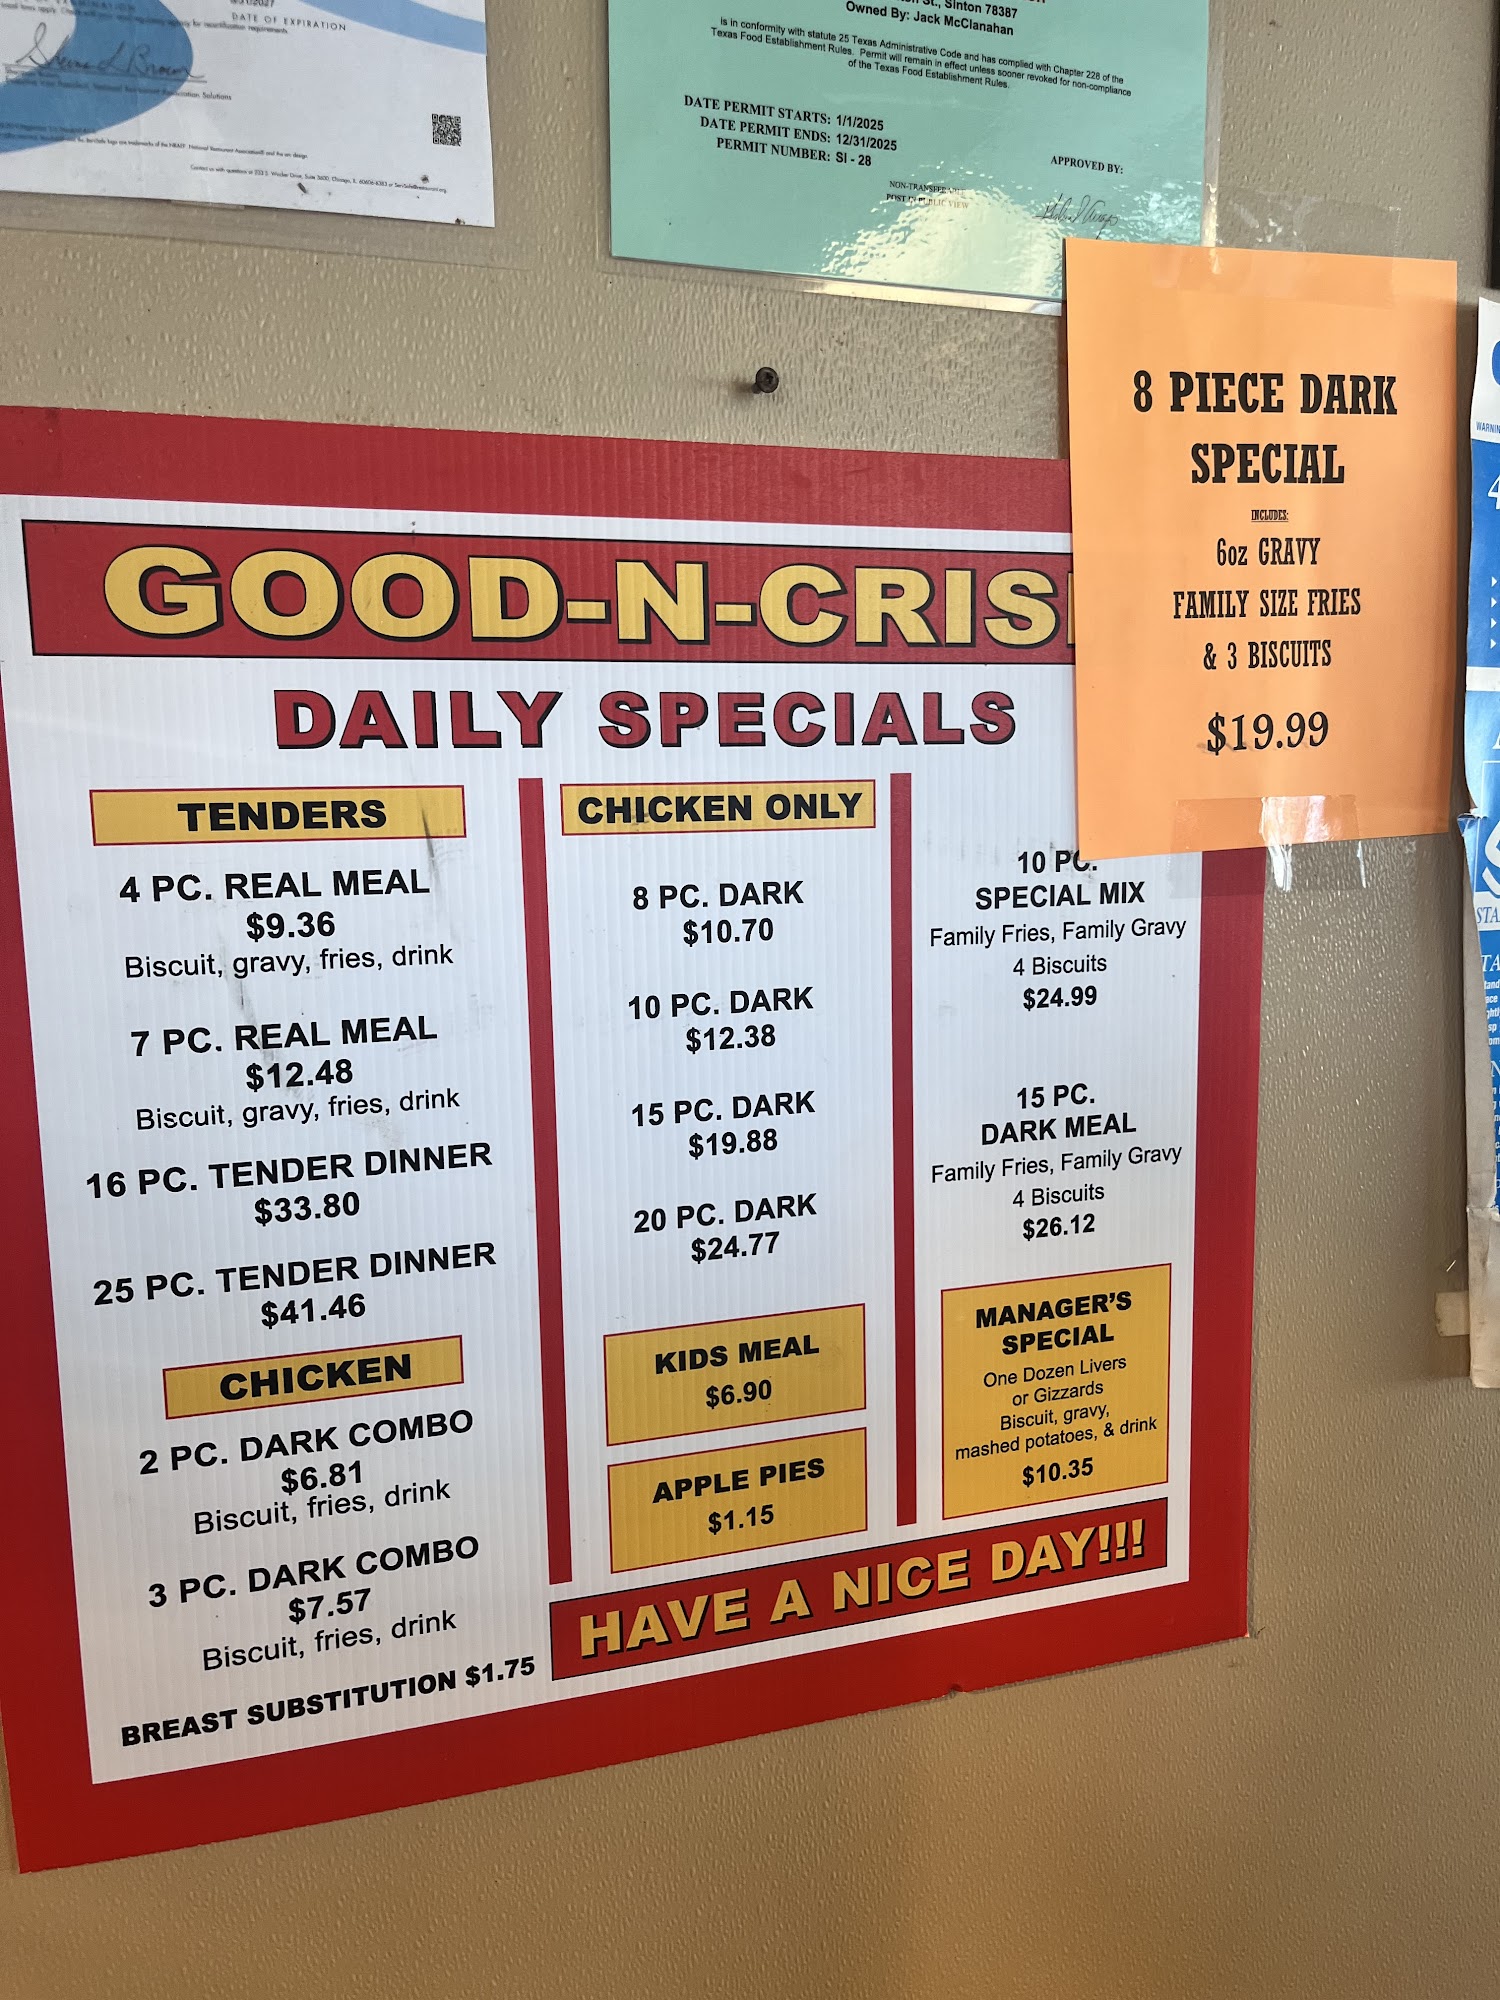 DATE OF EXPIRATION
St., Sinton 78387
Owned By: Jack McClanahan
is in conformity with statute 25 Texas Administrative Code and has complied with Chapter 228 of the
Texas Food Establishment Rules. Permit will remain in effect unless sooner revoked for non-compliance
of the Texas Food Establishment Rules.
DATE PERMIT STARTS: 1/1/2025
DATE PERMIT ENDS: 12/31/2025
PERMIT NUMBER: SI - 28
APPROVED BY:
NON-TRANSFERABLE
POST IN PUBLIC VIEW
8 PIECE DARK
SPECIAL
INCLUDES:
6oz GRAVY
FAMILY SIZE FRIES
& 3 BISCUITS
$19.99
GOOD-N-CRIS
DAILY SPECIALS
TENDERS
4 PC. REAL MEAL
$9.36
Biscuit, gravy, fries, drink
7 PC. REAL MEAL
$12.48
Biscuit, gravy, fries, drink
16 PC. TENDER DINNER
$33.80
25 PC. TENDER DINNER
$41.46
CHICKEN
2 PC. DARK COMBO
$6.81
Biscuit, fries, drink
3 PC. DARK COMBO
$7.57
Biscuit, fries, drink
BREAST SUBSTITUTION $1.75
CHICKEN ONLY
8 PC. DARK
$10.70
10 PC. DARK
$12.38
15 PC. DARK
$19.88
20 PC. DARK
$24.77
KIDS MEAL
$6.90
APPLE PIES
$1.15
10 PC.
SPECIAL MIX
Family Fries, Family Gravy
4 Biscuits
$24.99
15 PC.
DARK MEAL
Family Fries, Family Gravy
4 Biscuits
$26.12
MANAGER'S
SPECIAL
One Dozen Livers
or Gizzards
Biscuit, gravy,
mashed potatoes, & drink
$10.35
HAVE A NICE DAY!!!